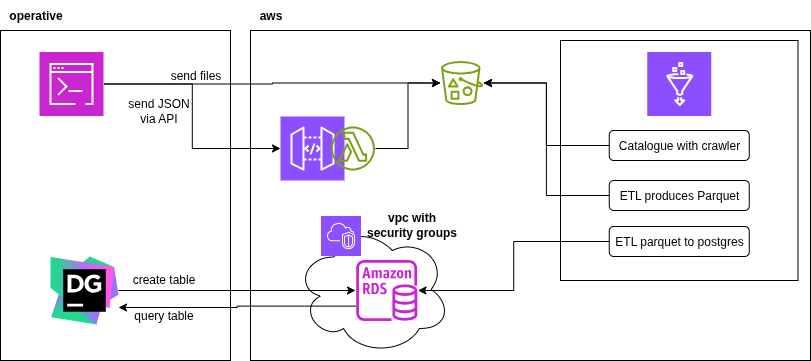 operative
aws
send files
send JSON
via API
</>
Catalogue with crawler
ETL produces Parquet
ETL parquet to postgres
vpc with
security groups
Amazon
RDS
DG
create table
query table